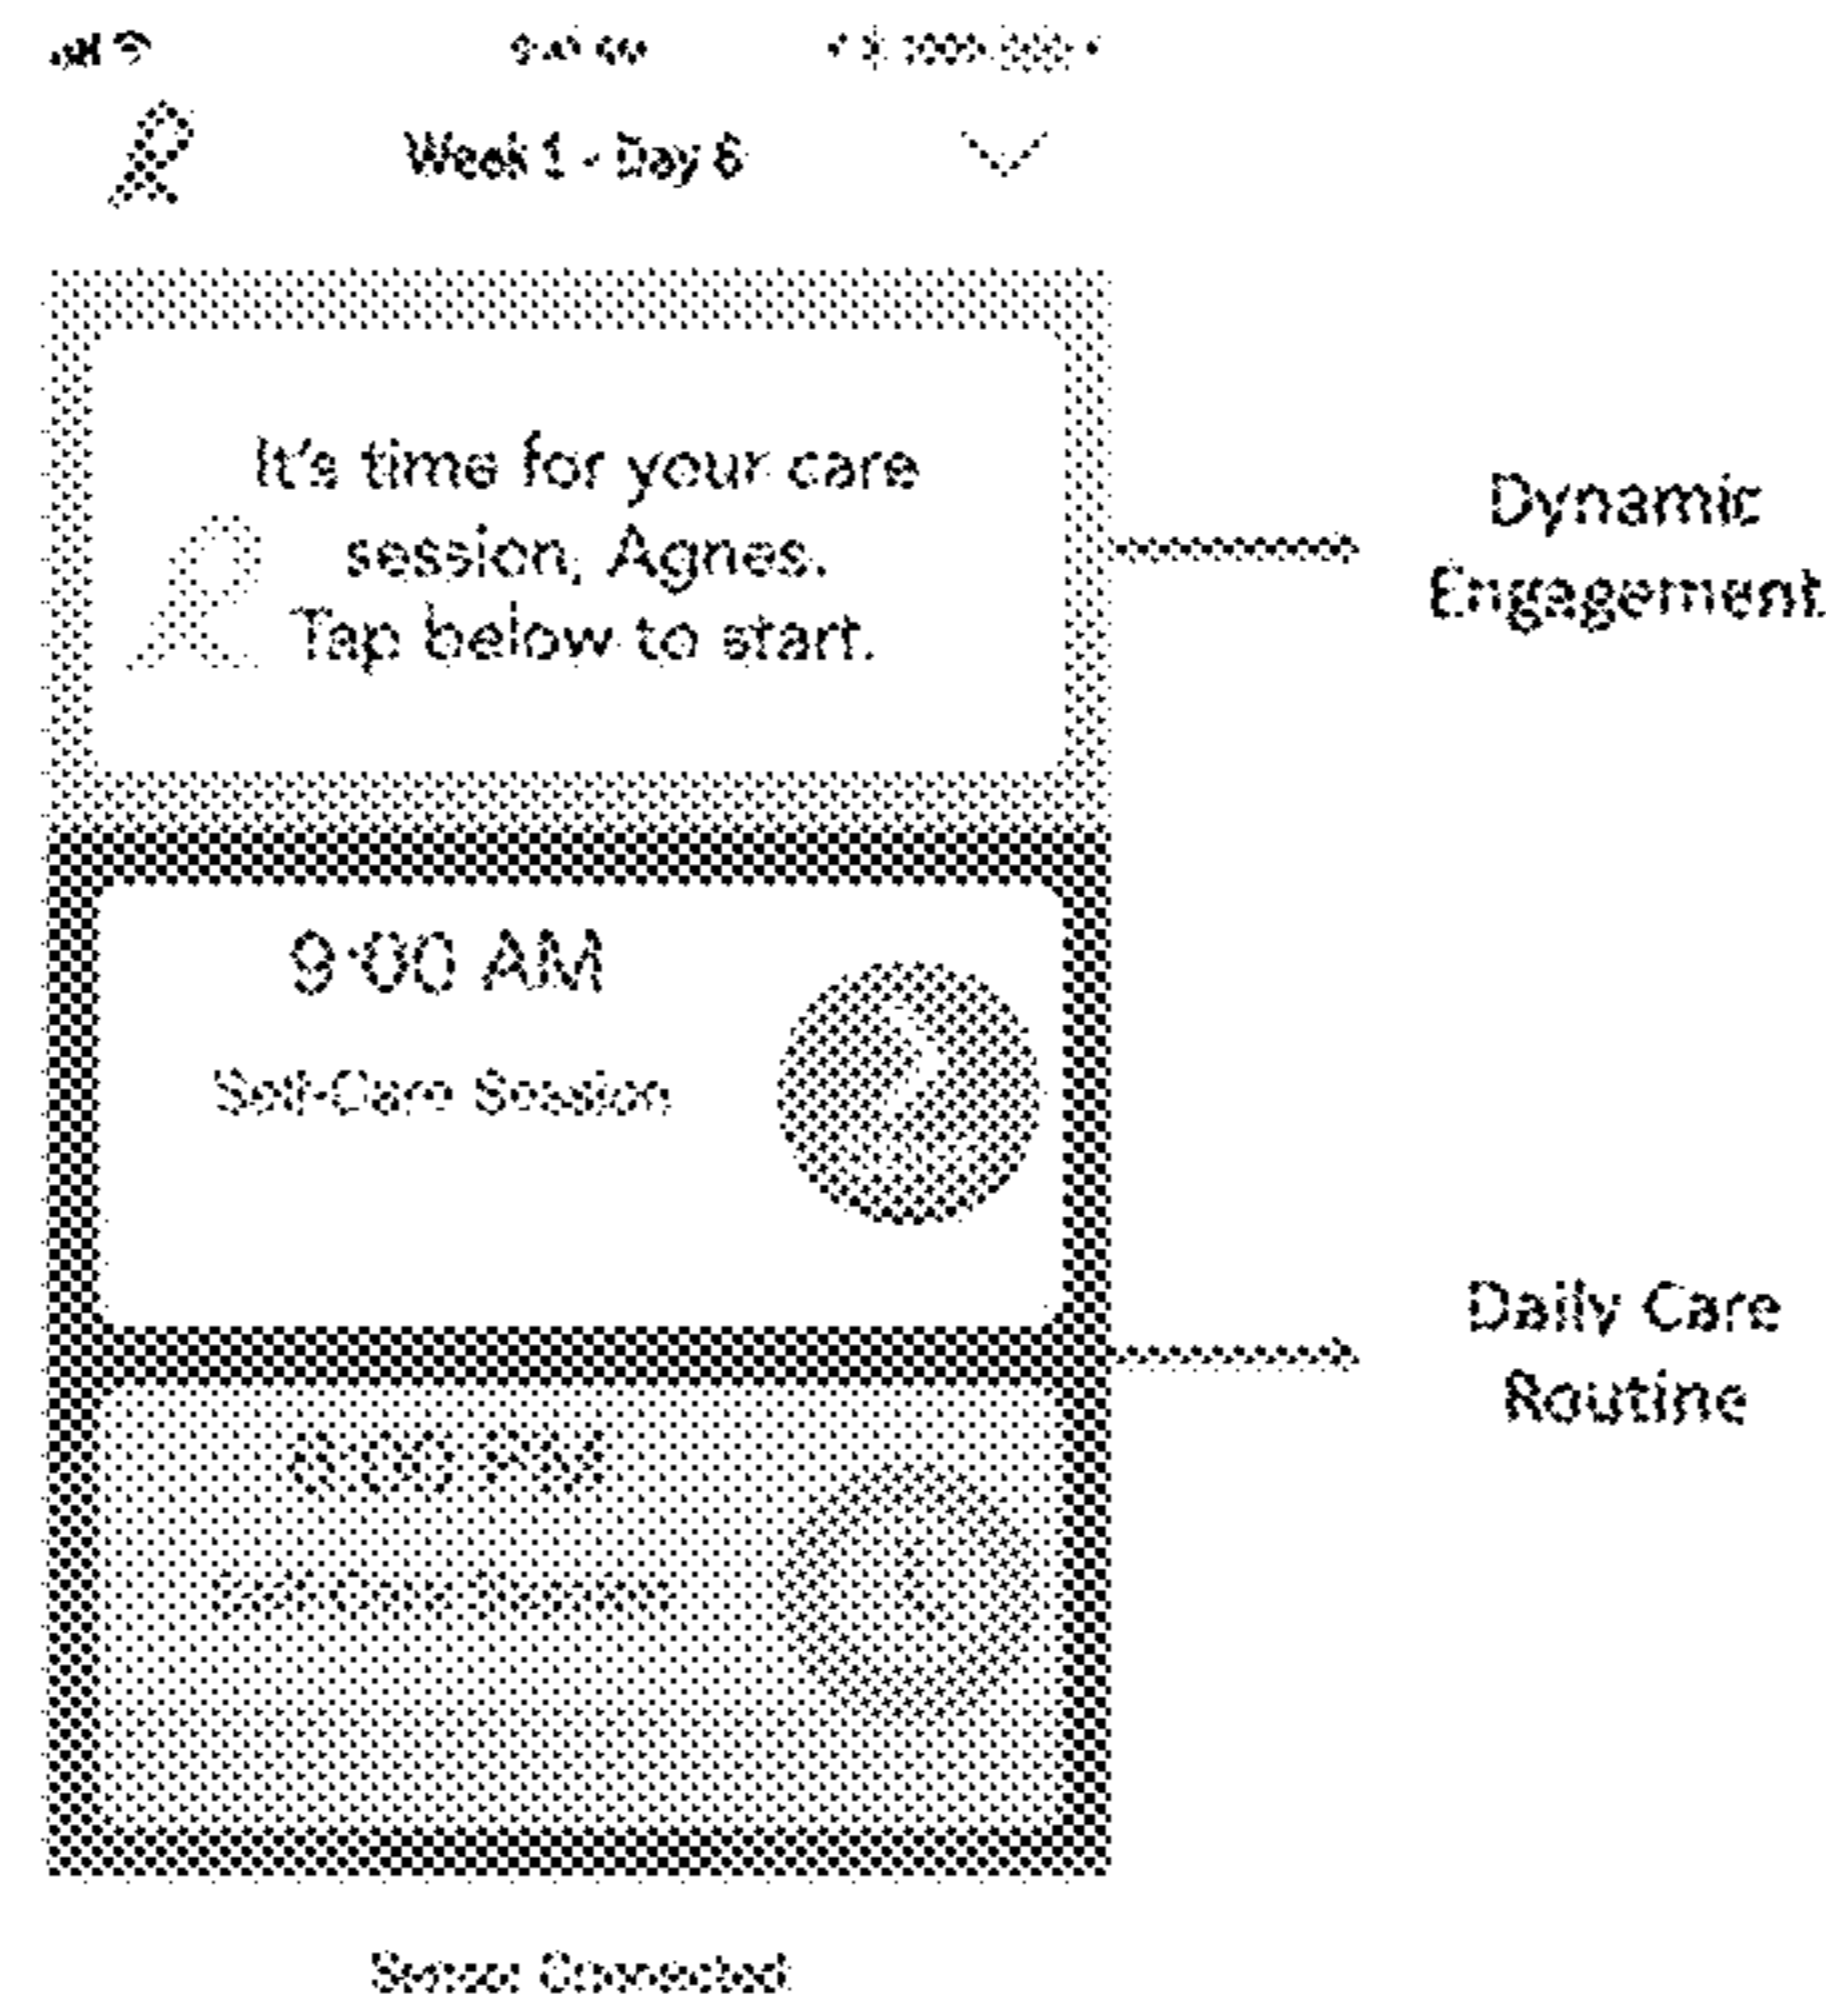 Week 1 - Day 6
It's time for your care
session, Agnes.
Tap below to start.
Dynamic
Engagement
9:00 AM
Self-Care Session
Daily Care
Routine
Sensor Connected